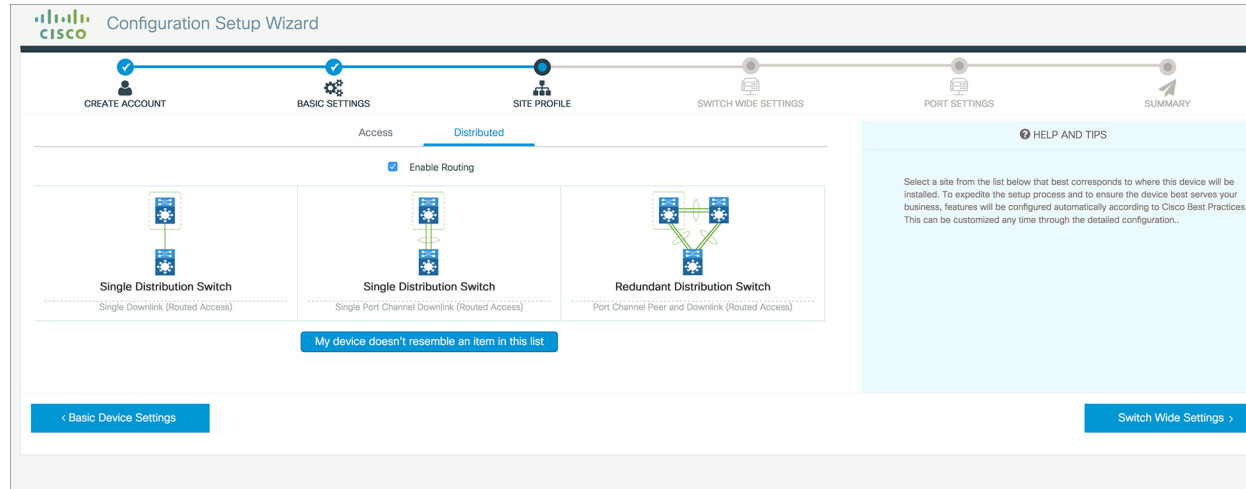 CISCO
Configuration Setup Wizard
CREATE ACCOUNT
BASIC SETTINGS
SITE PROFILE
SWITCH WIDE SETTINGS
PORT SETTINGS
SUMMARY
Access
Distributed
Enable Routing
Single Distribution Switch
Single Downlink (Routed Access)
Single Distribution Switch
Single Port Channel Downlink (Routed Access)
Redundant Distribution Switch
Port Channel Peer and Downlink (Routed Access)
My device doesn't resemble an item in this list
HELP AND TIPS
Select a site from the list below that best corresponds to where this device will be
installed. To expedite the setup process and to ensure the device best serves your
business, features will be configured automatically according to Cisco Best Practices
This can be customized any time through the detailed configuration..
< Basic Device Settings
Switch Wide Settings >